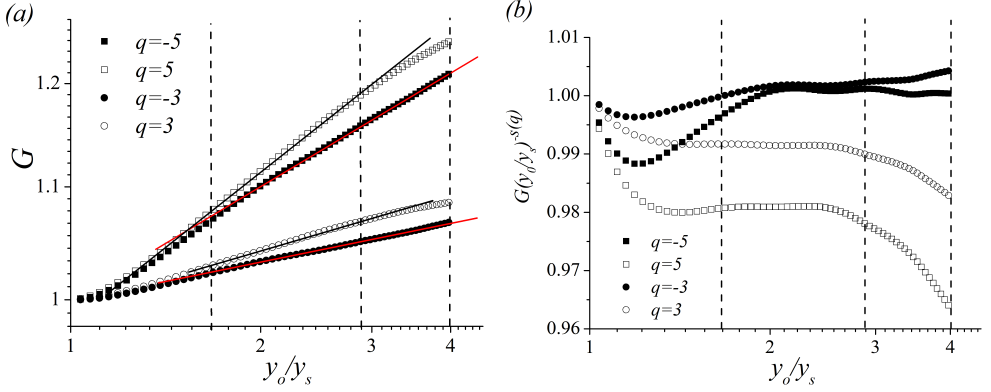 (a)
q=-5
q=5
q=-3
q=3
G
1.2
1.1
1
1
2
3
4
y_o/y_s
(b)
1.01
1.00
0.99
0.98
0.97
0.96
G(y_0/y_s)^{-s(q)}
q=-5
q=5
q=-3
q=3
1
2
3
4
y_o/y_s